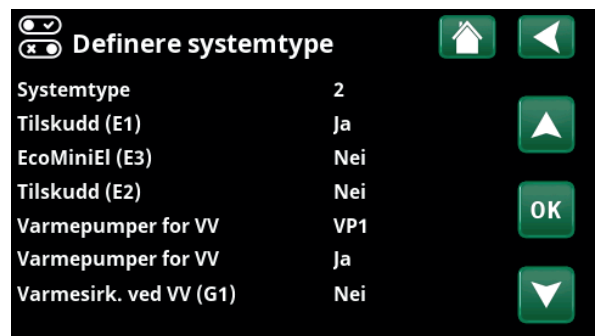 Definere systemtype
Systemtype 2
Tilskudd (E1) Ja
EcoMiniEl (E3) Nei
Tilskudd (E2) Nei
OK
Varmepumper for VV VP1
Varmepumper for VV Ja
Varmesirk. ved VV (G1) Nei